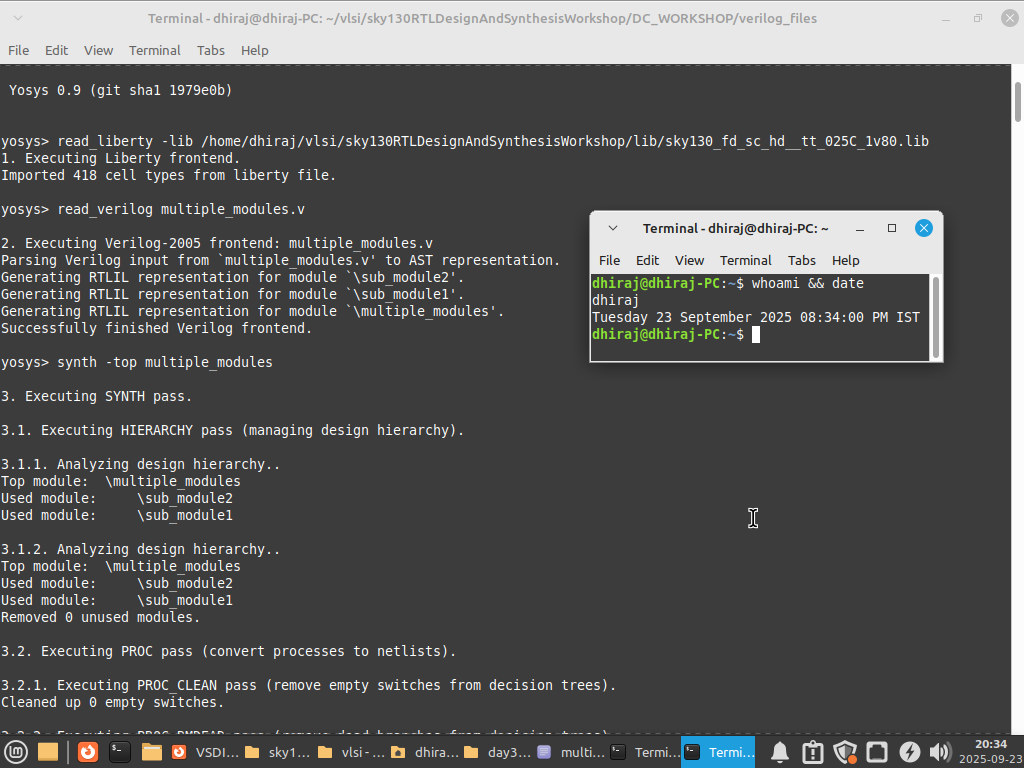 Terminal - dhiraj@dhiraj-PC: ~/vlsi/sky130RTLDesignAndSynthesisWorkshop/DC_WORKSHOP/verilog_files
File Edit View Terminal Tabs Help
Yosys 0.9 (git sha1 1979e0b)
yosys> read_liberty -lib /home/dhiraj/vlsi/sky130RTLDesignAndSynthesisWorkshop/lib/sky130_fd_sc_hd__tt_025C_1v80.lib
1. Executing Liberty frontend.
Imported 418 cell types from liberty file.
yosys> read_verilog multiple_modules.v
2. Executing Verilog-2005 frontend: multiple_modules.v
Parsing Verilog input from `multiple_modules.v' to AST representation.
Generating RTLIL representation for module `\sub_module2'.
Generating RTLIL representation for module `\sub_module1'.
Generating RTLIL representation for module `\multiple_modules'.
Successfully finished Verilog frontend.
yosys> synth -top multiple_modules
3. Executing SYNTH pass.
3.1. Executing HIERARCHY pass (managing design hierarchy).
3.1.1. Analyzing design hierarchy..
Top module:  \multiple_modules
Used module:     \sub_module2
Used module:     \sub_module1
3.1.2. Analyzing design hierarchy..
Top module:  \multiple_modules
Used module:     \sub_module2
Used module:     \sub_module1
Removed 0 unused modules.
3.2. Executing PROC pass (convert processes to netlists).
3.2.1. Executing PROC_CLEAN pass (remove empty switches from decision trees).
Cleaned up 0 empty switches.
Terminal - dhiraj@dhiraj-PC: ~
File Edit View Terminal Tabs Help
dhiraj@dhiraj-PC:~$ whoami && date
dhiraj
Tuesday 23 September 2025 08:34:00 PM IST
dhiraj@dhiraj-PC:~$
VSDI... sky1... vlsi - ... dhira... day3... multi... Termi... Termi...
20:34
2025-09-23